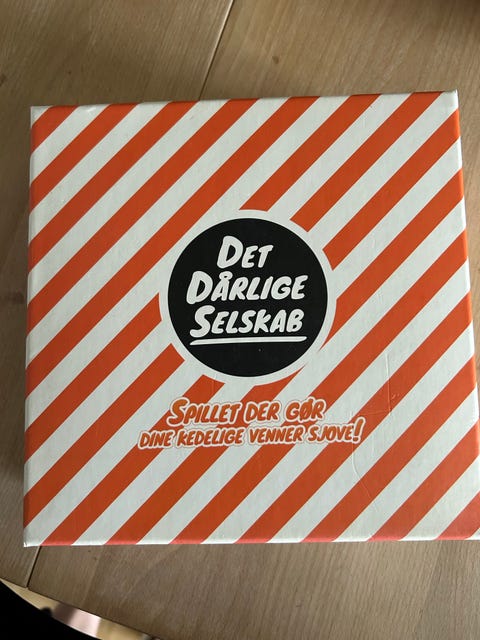 DET
DÅRLIGE
SELSKAB
SPILLET DER GØR
DINE KEDELIGE VENNER SJOVE!